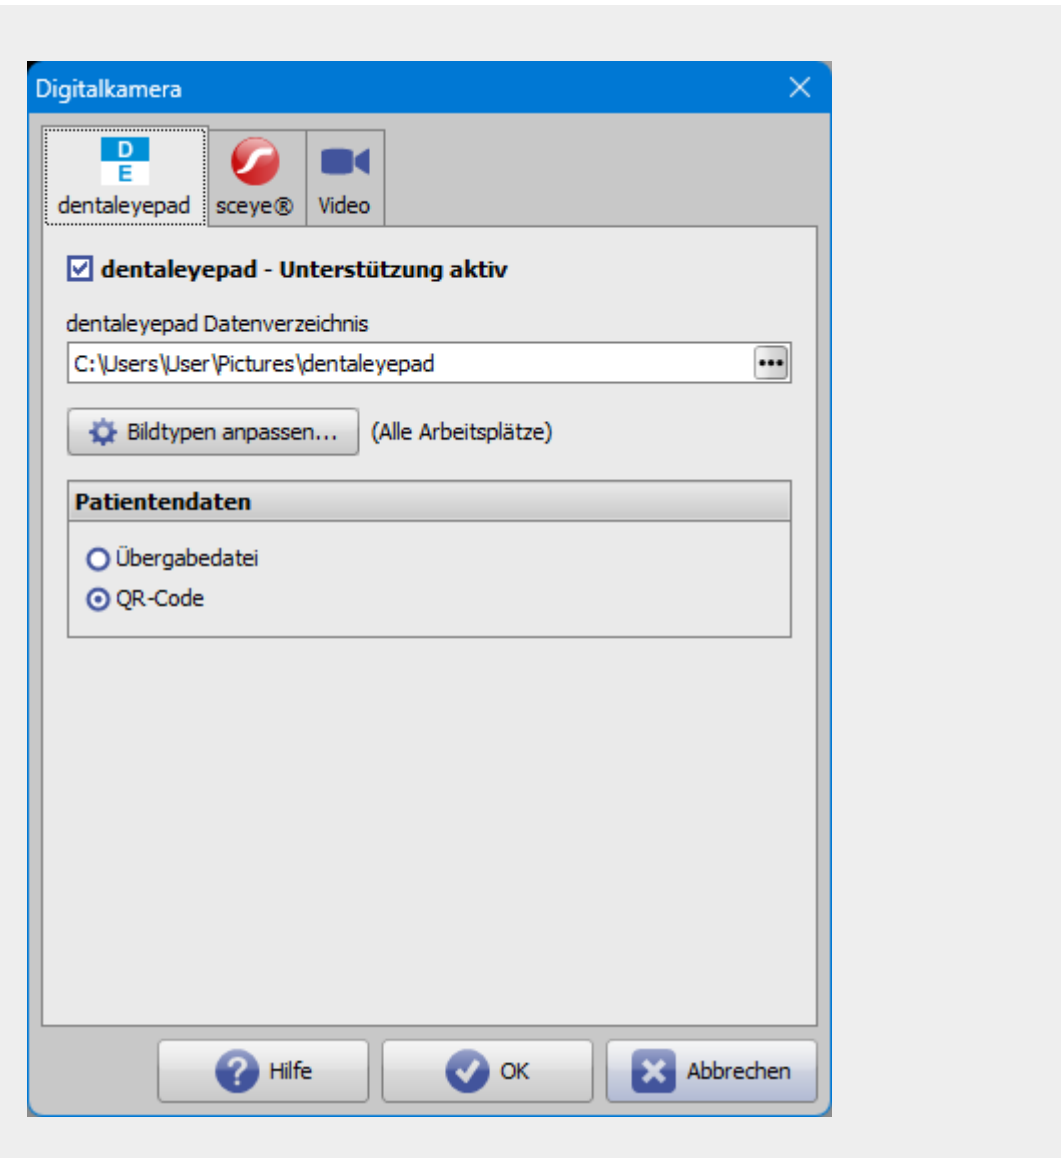 Digitalkamera
D
E
dentaleyepad sceye® Video
dentaleyepad - Unterstützung aktiv
dentaleyepad Datenverzeichnis
C:\Users\User\Pictures\dentaleyepad
Bildtypen anpassen... (Alle Arbeitsplätze)
Patientendaten
Übergabedatei
QR-Code
Hilfe OK Abbrechen